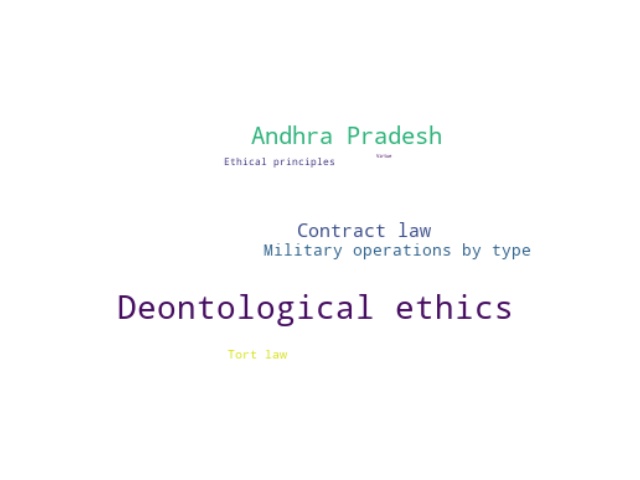 Andhra Pradesh
Ethical principles
Virtue
Contract law
Military operations by type
Deontological ethics
Tort law